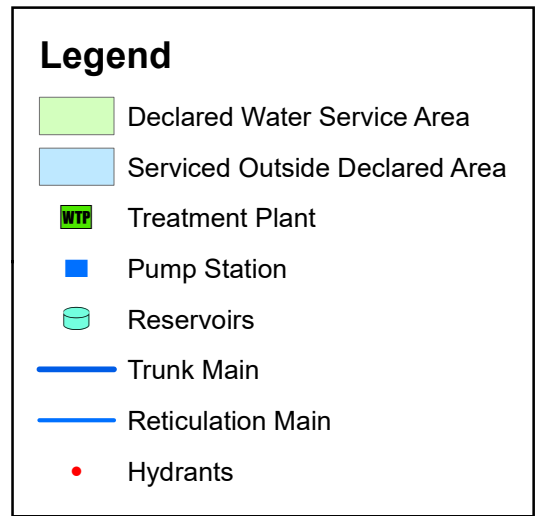 Legend
Declared Water Service Area
Serviced Outside Declared Area
WTP Treatment Plant
Pump Station
Reservoirs
Trunk Main
Reticulation Main
Hydrants